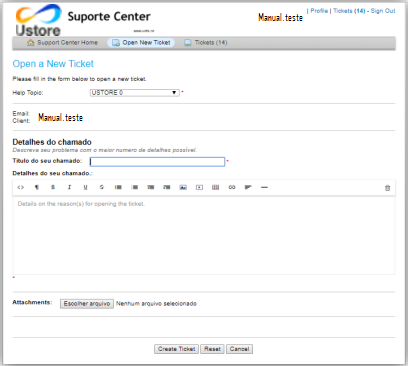 Ustore
Suporte Center
Manual.teste
| Profile | Tickets (14) - Sign Out
Support Center Home
Open New Ticket
Tickets (14)
Open a New Ticket
Please fill in the form below to open a new ticket.
Help Topic: USTORE 0 *
Email:
Client: Manual.teste
Detalhes do chamado
Descreva seu problema com o maior numero de detalhes possivel.
Titulo do seu chamado: *
Detalhes do seu chamado.:
Details on the reason(s) for opening the ticket.
*
Attachments: Escolher arquivo Nenhum arquivo selecionado
Create Ticket Reset Cancel